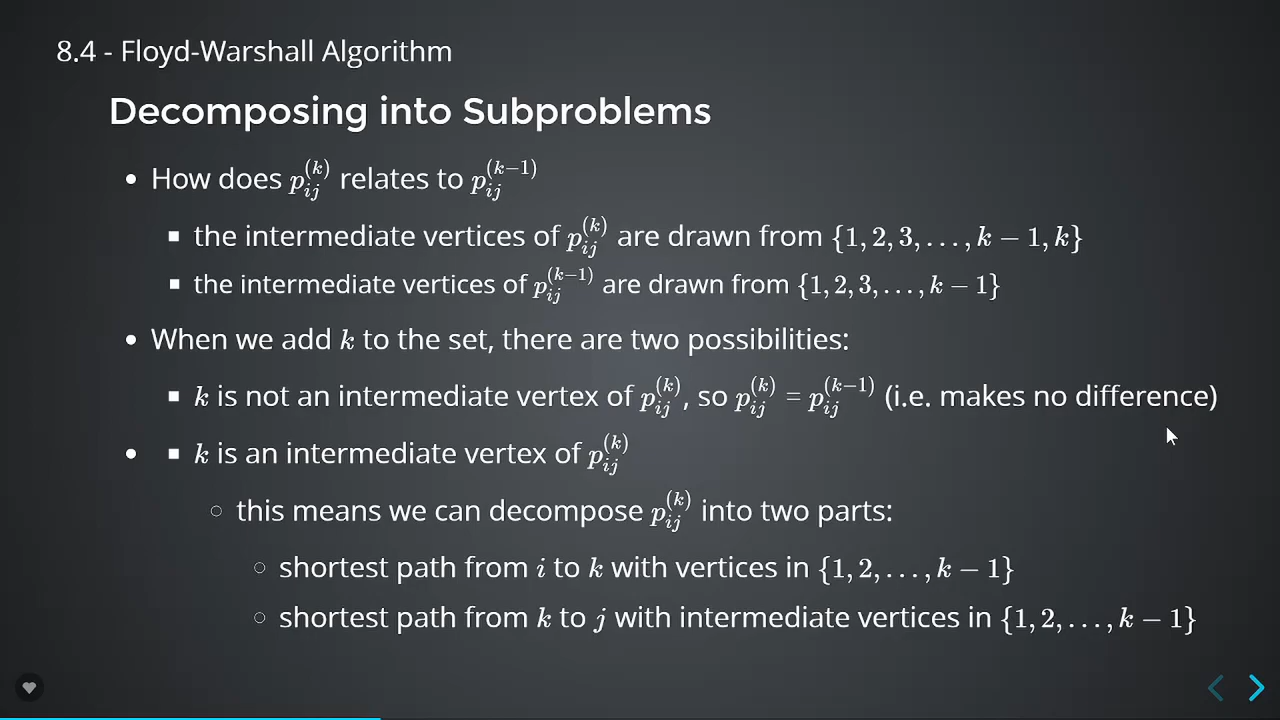 8.4 - Floyd-Warshall Algorithm
Decomposing into Subproblems
• How does $p_{ij}^{(k)}$ relates to $p_{ij}^{(k-1)}$
▪ the intermediate vertices of $p_{ij}^{(k)}$ are drawn from $\{1, 2, 3, \ldots, k-1, k\}$
▪ the intermediate vertices of $p_{ij}^{(k-1)}$ are drawn from $\{1, 2, 3, \ldots, k-1\}$
• When we add $k$ to the set, there are two possibilities:
▪ $k$ is not an intermediate vertex of $p_{ij}^{(k)}$, so $p_{ij}^{(k)} = p_{ij}^{(k-1)}$ (i.e. makes no difference)
• ▪ $k$ is an intermediate vertex of $p_{ij}^{(k)}$
○ this means we can decompose $p_{ij}^{(k)}$ into two parts:
○ shortest path from $i$ to $k$ with vertices in $\{1, 2, \ldots, k-1\}$
○ shortest path from $k$ to $j$ with intermediate vertices in $\{1, 2, \ldots, k-1\}$